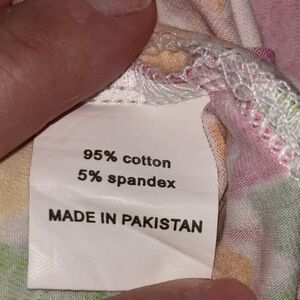 95% cotton
5% spandex
MADE IN PAKISTAN